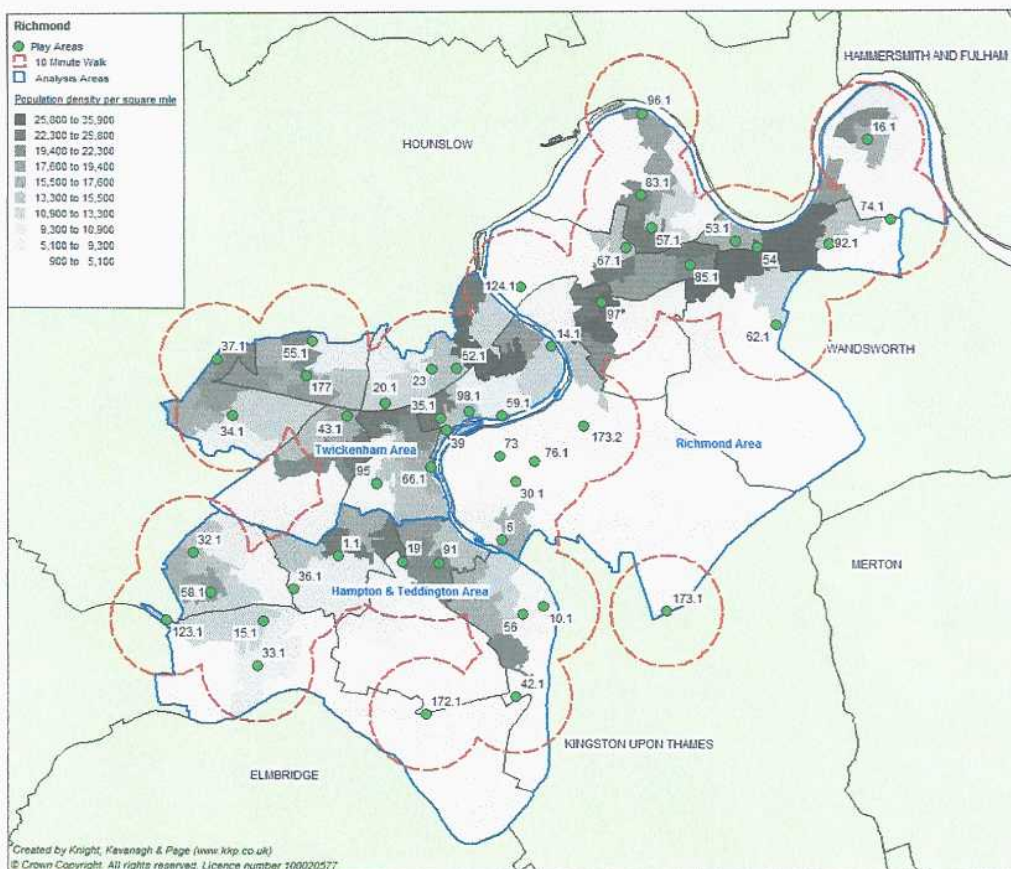 Richmond
Play Areas
10 Minute Walk
Analysis Areas
Population density per square mile
25,800 to 35,900
22,300 to 25,800
19,400 to 22,300
17,600 to 19,400
15,500 to 17,600
13,300 to 15,500
10,900 to 13,300
9,300 to 10,900
5,100 to 9,300
900 to 5,100
HAMMERSMITH AND FULHAM
HOUNSLOW
96.1
16.1
83.1
74.1
53.1
57.1
92.1
67.1
54
85.1
124.1
97*
62.1
14.1
WANDSWORTH
37.1
55.1
52.1
177
23
20.1
98.1
59.1
35.1
34.1
43.1
39
173.2
Twickenham Area
73
Richmond Area
76.1
95
66.1
30.1
6
32.1
1.1
19
91
MERTON
58.1
36.1
Hampton & Teddington Area
173.1
123.1
15.1
56
10.1
33.1
42.1
172.1
KINGSTON UPON THAMES
ELMBRIDGE
Created by Knight, Kavanagh & Page (www.kkp.co.uk)
© Crown Copyright. All rights reserved. Licence number 100020577